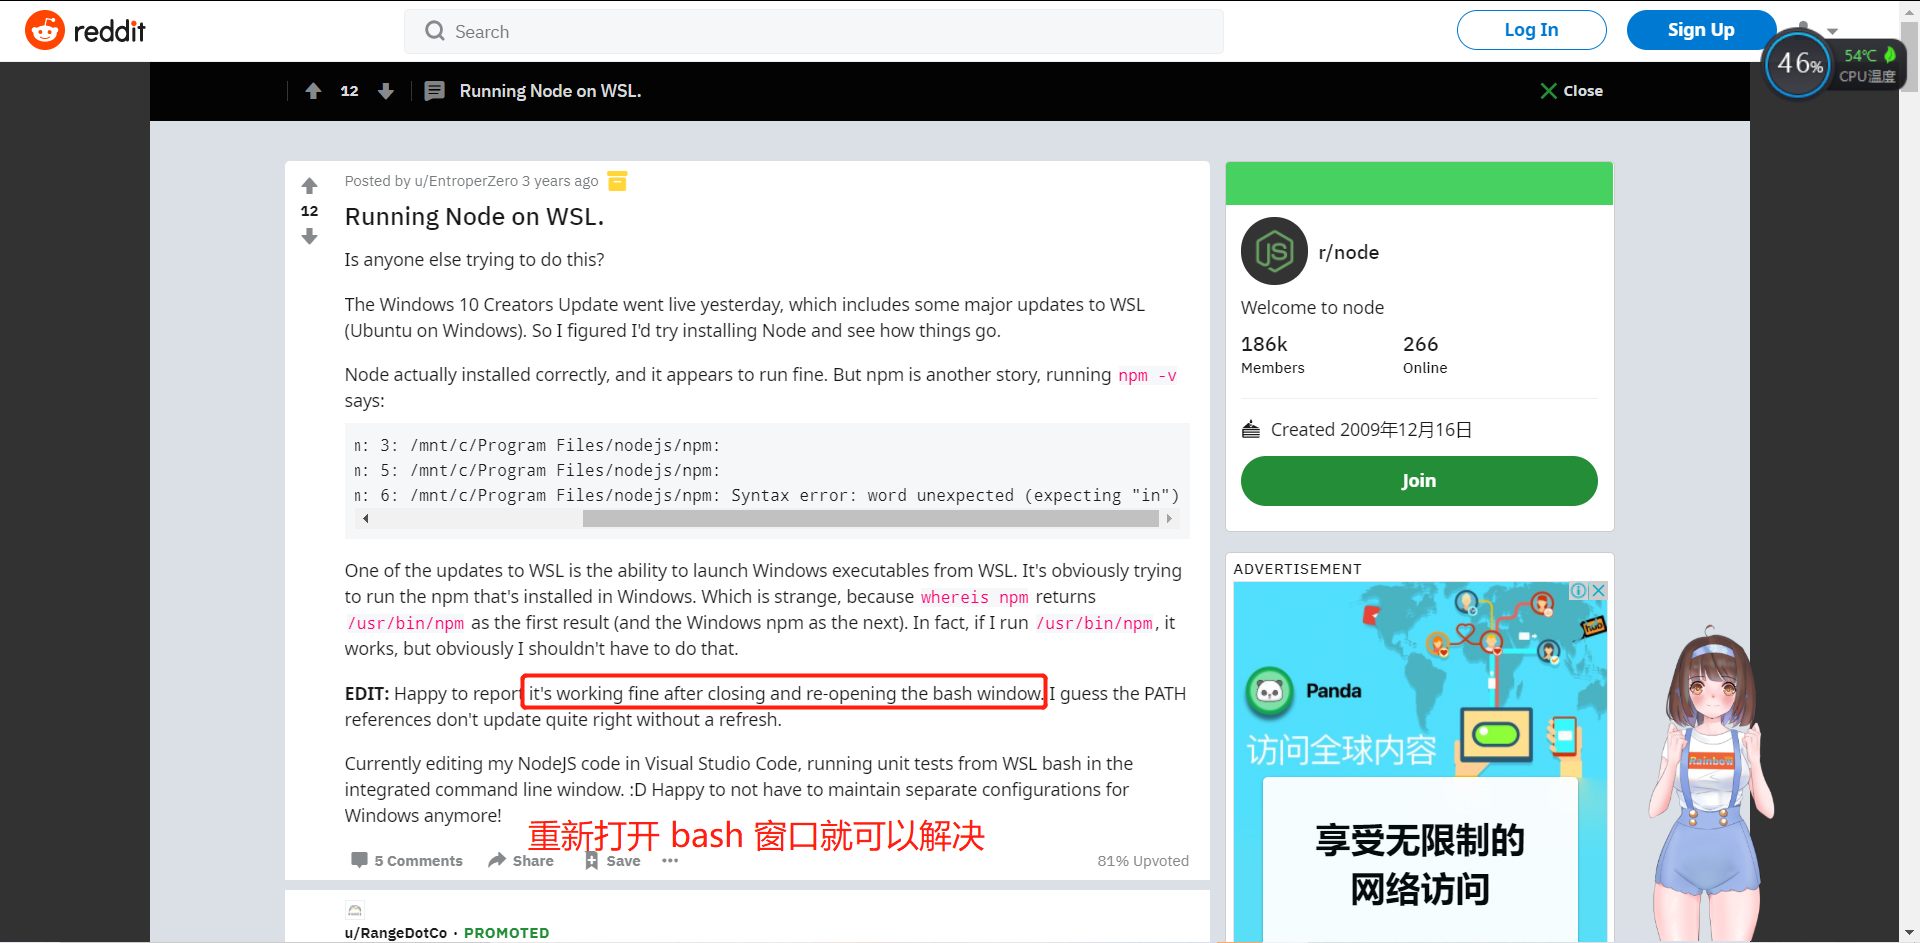 reddit
Search
Log In
Sign Up
46%
54℃
CPU温度
12
Running Node on WSL.
Close
Posted by u/EntroperZero 3 years ago
12
Running Node on WSL.
Is anyone else trying to do this?
The Windows 10 Creators Update went live yesterday, which includes some major updates to WSL
(Ubuntu on Windows). So I figured I'd try installing Node and see how things go.
Node actually installed correctly, and it appears to run fine. But npm is another story, running npm -v
says:
m: 3: /mnt/c/Program Files/nodejs/npm:
m: 5: /mnt/c/Program Files/nodejs/npm:
m: 6: /mnt/c/Program Files/nodejs/npm: Syntax error: word unexpected (expecting "in")
One of the updates to WSL is the ability to launch Windows executables from WSL. It's obviously trying
to run the npm that's installed in Windows. Which is strange, because whereis npm returns
/usr/bin/npm as the first result (and the Windows npm as the next). In fact, if I run /usr/bin/npm, it
works, but obviously I shouldn't have to do that.
EDIT: Happy to report it's working fine after closing and re-opening the bash window. I guess the PATH
references don't update quite right without a refresh.
Currently editing my NodeJS code in Visual Studio Code, running unit tests from WSL bash in the
integrated command line window. :D Happy to not have to maintain separate configurations for
Windows anymore!
重新打开 bash 窗口就可以解决
5 Comments
Share
Save
81% Upvoted
u/RangeDotCo · PROMOTED
JS
r/node
Welcome to node
186k
266
Members
Online
Created 2009年12月16日
Join
ADVERTISEMENT
hub
Panda
访问全球内容
享受无限制的
网络访问
Rainbow